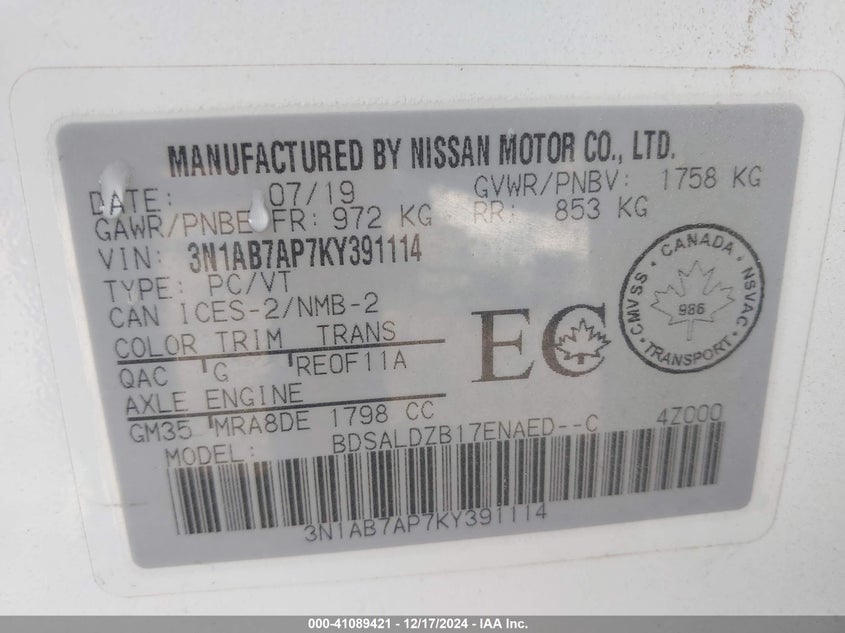 MANUFACTURED BY NISSAN MOTOR CO., LTD.
DATE: 07/19 GVWR/PNBV: 1758 KG
GAWR/PNBE FR: 972 KG RR: 853 KG
VIN: 3N1AB7AP7KY391114
TYPE: PC/VT
CAN ICES-2/NMB-2
COLOR TRIM TRANS
QAC G RE0F11A
AXLE ENGINE
GM35 MRA8DE 1798 CC
MODEL: BDSALDZB17ENAED--C 4Z000
EC
CANADA
CMVSS NSVAC
986
TRANSPORT
3N1AB7AP7KY391114
000-41089421 - 12/17/2024 - IAA Inc.